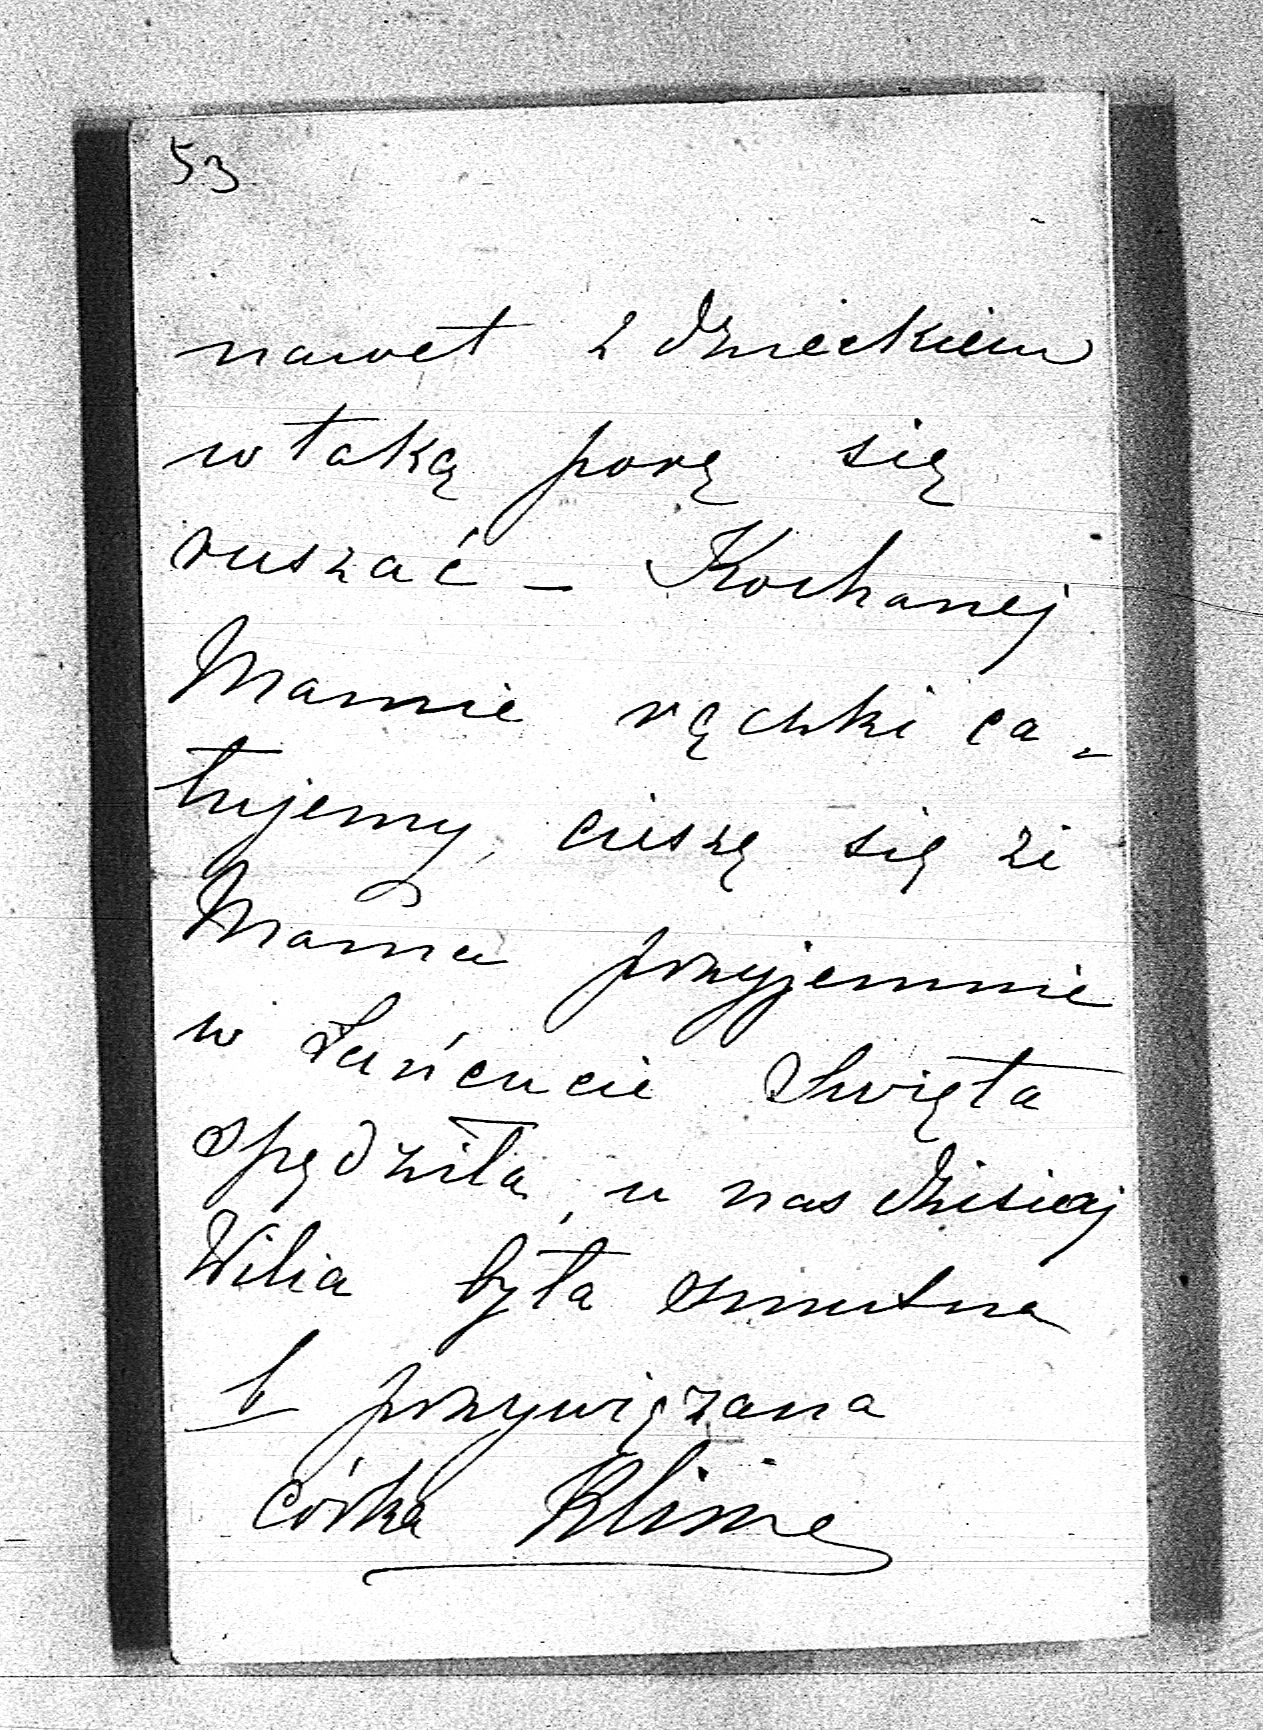 53
nawet z dzieckiem
w taką porę się
ruszać – Kochanej
Mamie rączki ca-
łujemy, cieszę się że
Mama przyjemnie
w Łańcucie Święta
spędziła, u nas dzisiaj
Wilia była smutna
b przywiązana
córka